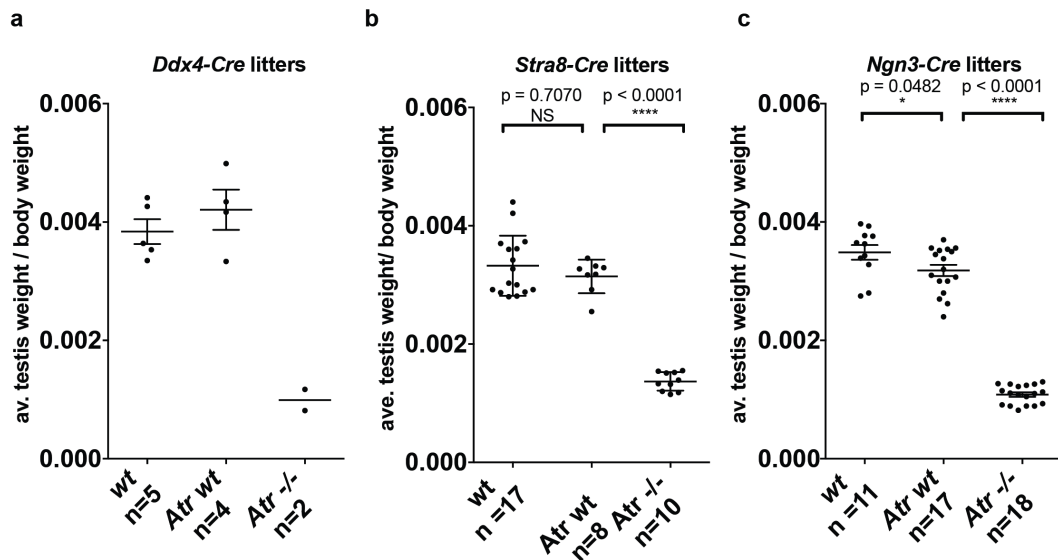 a
Ddx4-Cre litters
av. testis weight / body weight
0.006
0.004
0.002
0.000
wt
n=5
Atr wt
n=4
Atr -/-
n=2
b
Stra8-Cre litters
p = 0.7070
NS
p < 0.0001
****
ave. testis weight/ body weight
0.006
0.004
0.002
0.000
wt
n =17
Atr wt
n=8
Atr -/-
n=10
c
Ngn3-Cre litters
p = 0.0482
*
p < 0.0001
****
av. testis weight / body weight
0.006
0.004
0.002
0.000
wt
n =11
Atr wt
n=17
Atr -/-
n=18